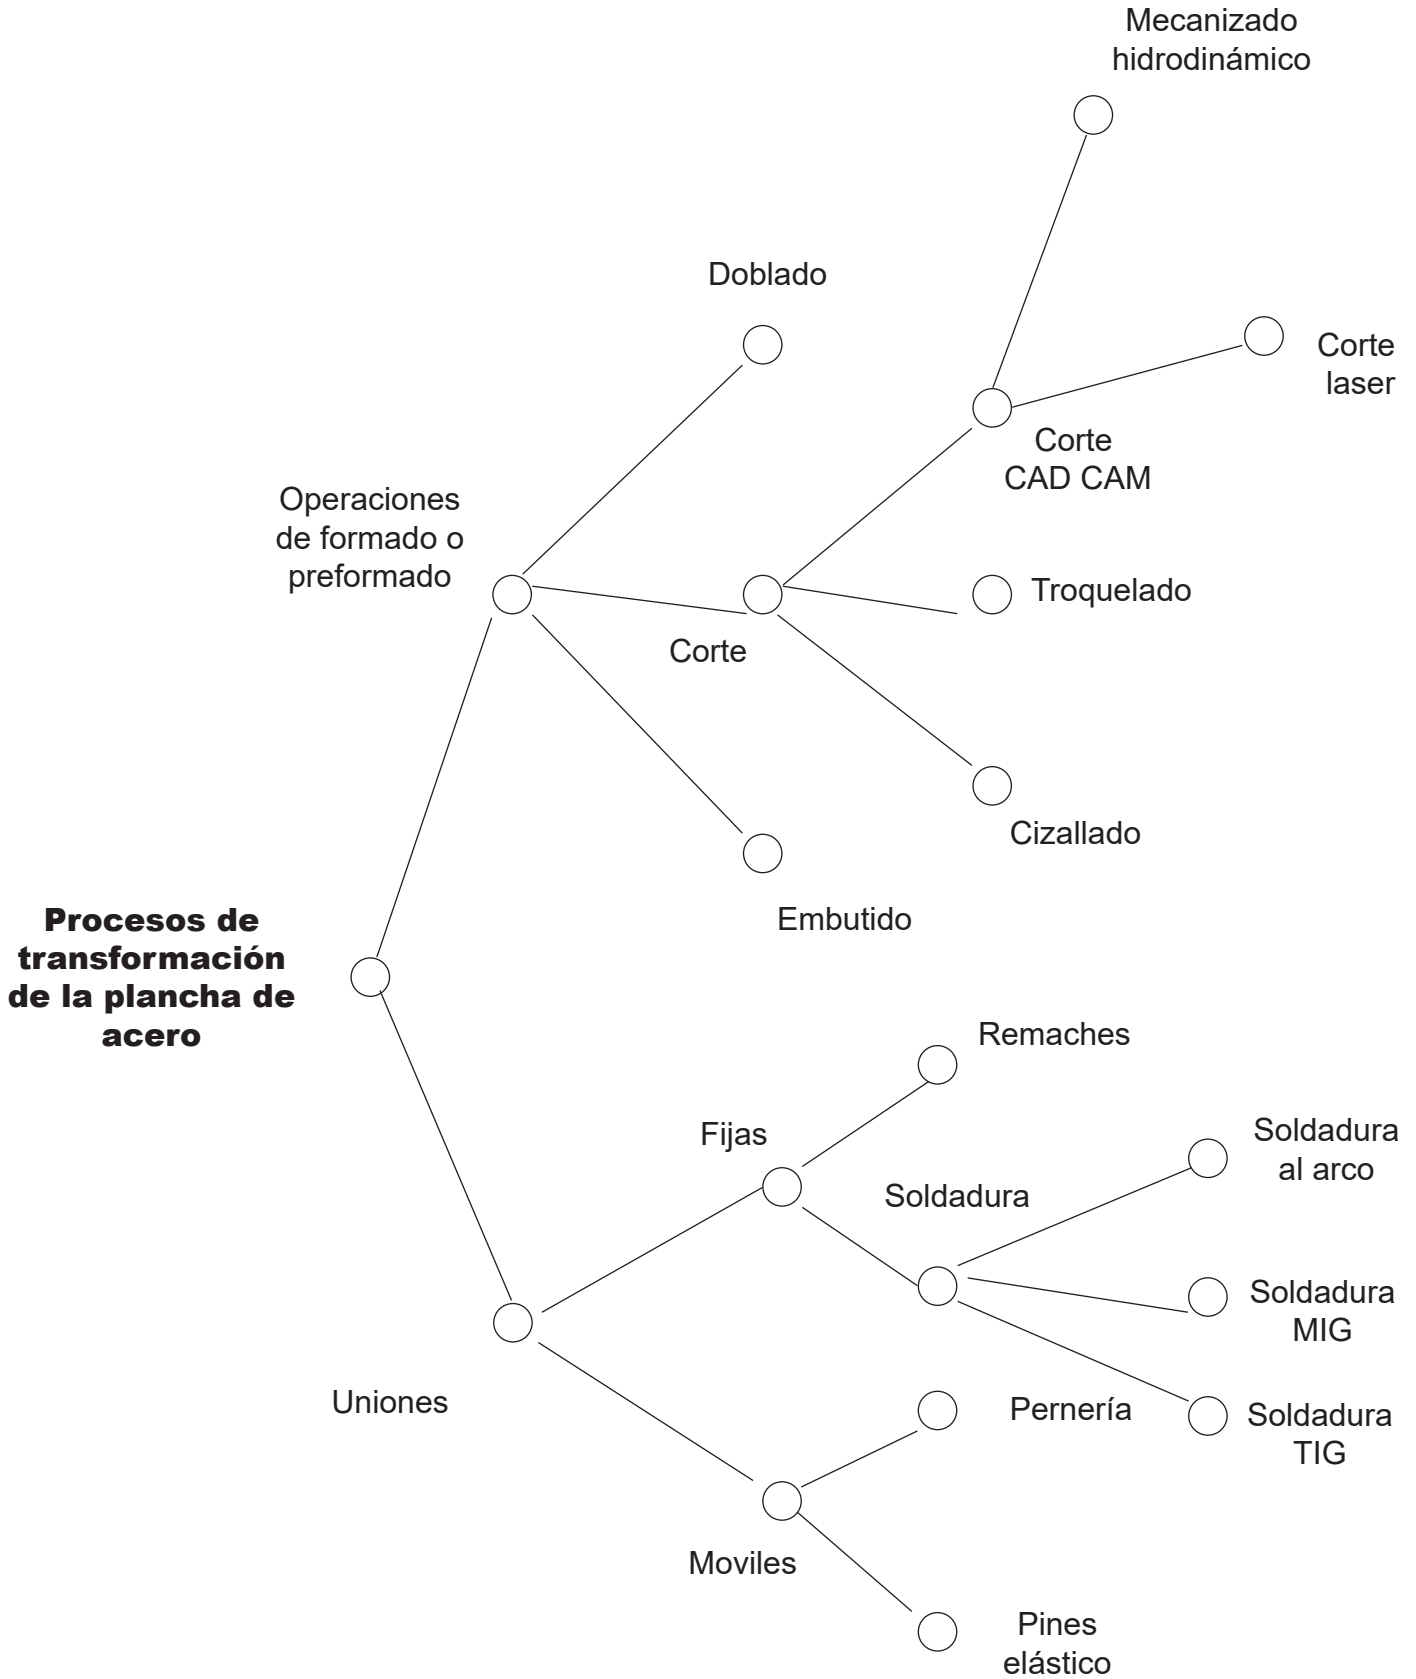 Mecanizado
hidrodinámico
Doblado
Corte
laser
Corte
CAD CAM
Operaciones
de formado o
preformado
Troquelado
Corte
Cizallado
Embutido
Procesos de
transformación
de la plancha de
acero
Remaches
Fijas
Soldadura
al arco
Soldadura
Soldadura
MIG
Uniones
Pernería
Soldadura
TIG
Moviles
Pines
elástico